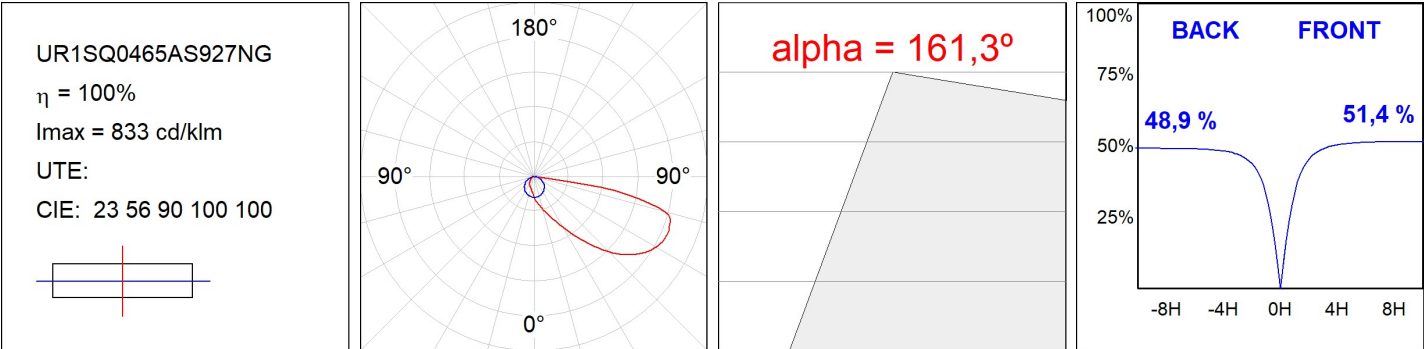 UR1SQ0465AS927NG
η = 100%
Imax = 833 cd/klm
UTE:
CIE: 23 56 90 100 100
180°
90°
90°
0°
alpha = 161,3º
100%
BACK
FRONT
75%
48,9 %
51,4 %
50%
25%
-8H
-4H
0H
4H
8H